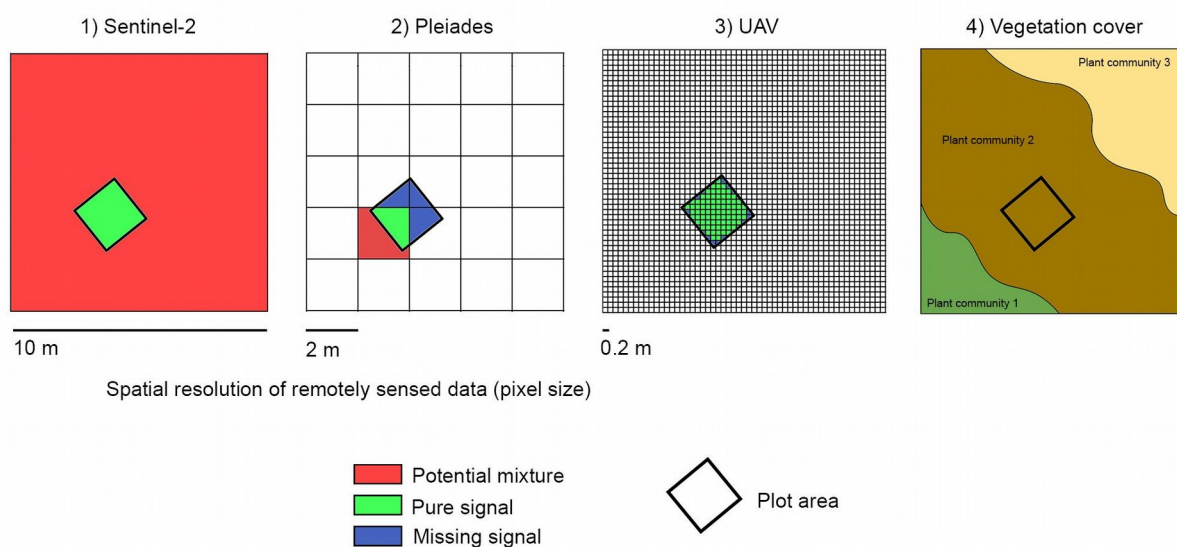 1) Sentinel-2
2) Pleiades
3) UAV
4) Vegetation cover
Plant community 3
Plant community 2
Plant community 1
10 m
2 m
0.2 m
Spatial resolution of remotely sensed data (pixel size)
Potential mixture
Pure signal
Missing signal
Plot area